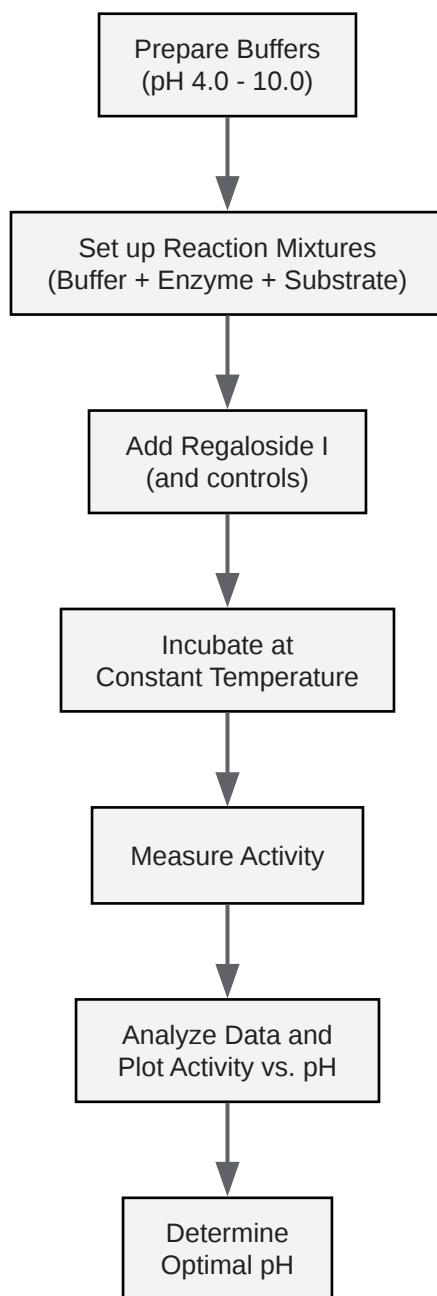 Prepare Buffers
(pH 4.0 - 10.0)
Set up Reaction Mixtures
(Buffer + Enzyme + Substrate)
Add Regaloside I
(and controls)
Incubate at
Constant Temperature
Measure Activity
Analyze Data and
Plot Activity vs. pH
Determine
Optimal pH